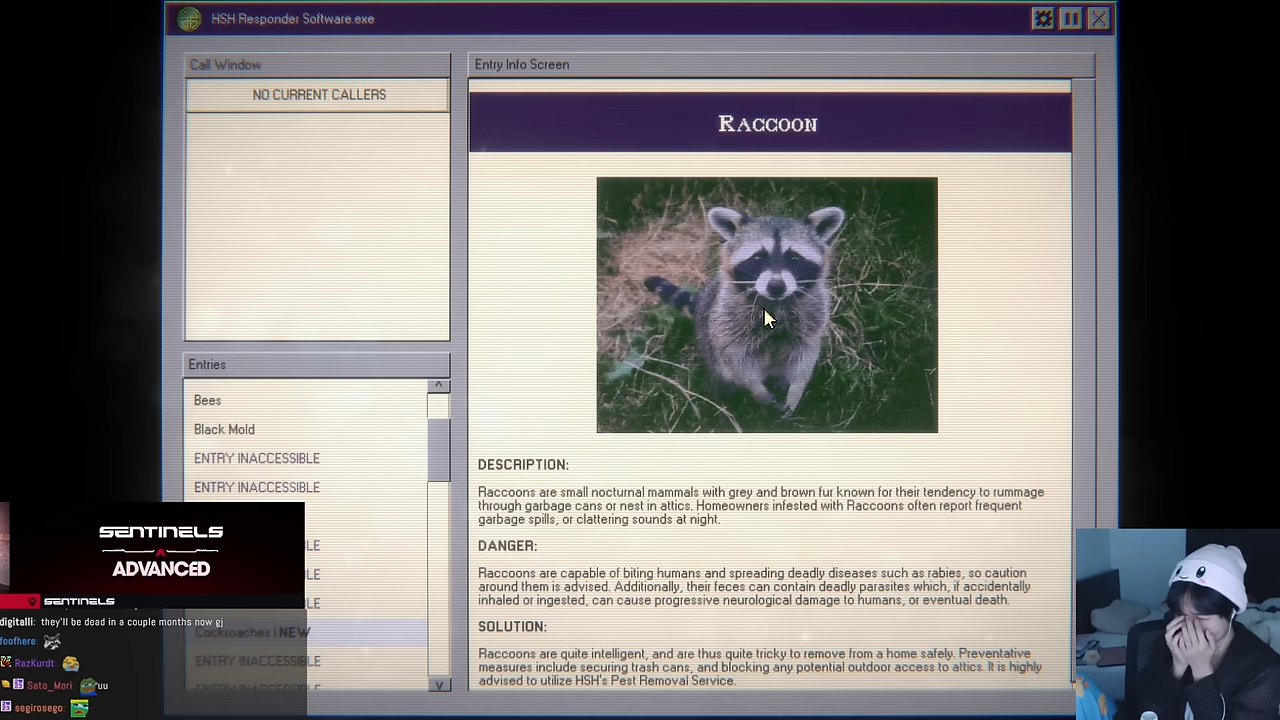 HSH Responder Software.exe
Call Window
NO CURRENT CALLERS
Entries
Bees
Black Mold
ENTRY INACCESSIBLE
ENTRY INACCESSIBLE
Cockroaches | NEW
ENTRY INACCESSIBLE
Entry Info Screen
RACCOON
DESCRIPTION:
Raccoons are small nocturnal mammals with grey and brown fur known for their tendency to rummage
through garbage cans or nest in attics. Homeowners infested with Raccoons often report frequent
garbage spills, or clattering sounds at night.
DANGER:
Raccoons are capable of biting humans and spreading deadly diseases such as rabies, so caution
around them is advised. Additionally, their feces can contain deadly parasites which, if accidentally
inhaled or ingested, can cause progressive neurological damage to humans, or eventual death.
SOLUTION:
Raccoons are quite intelligent, and are thus quite tricky to remove from a home safely. Preventative
measures include securing trash cans, and blocking any potential outdoor access to attics. It is highly
advised to utilize HSH's Pest Removal Service.
SENTINELS
ADVANCED
SENTINELS
digitalli: they'll be dead in a couple months now gj
foofhere:
RazKurdt:
Sato_Mori: uu
segirosego: